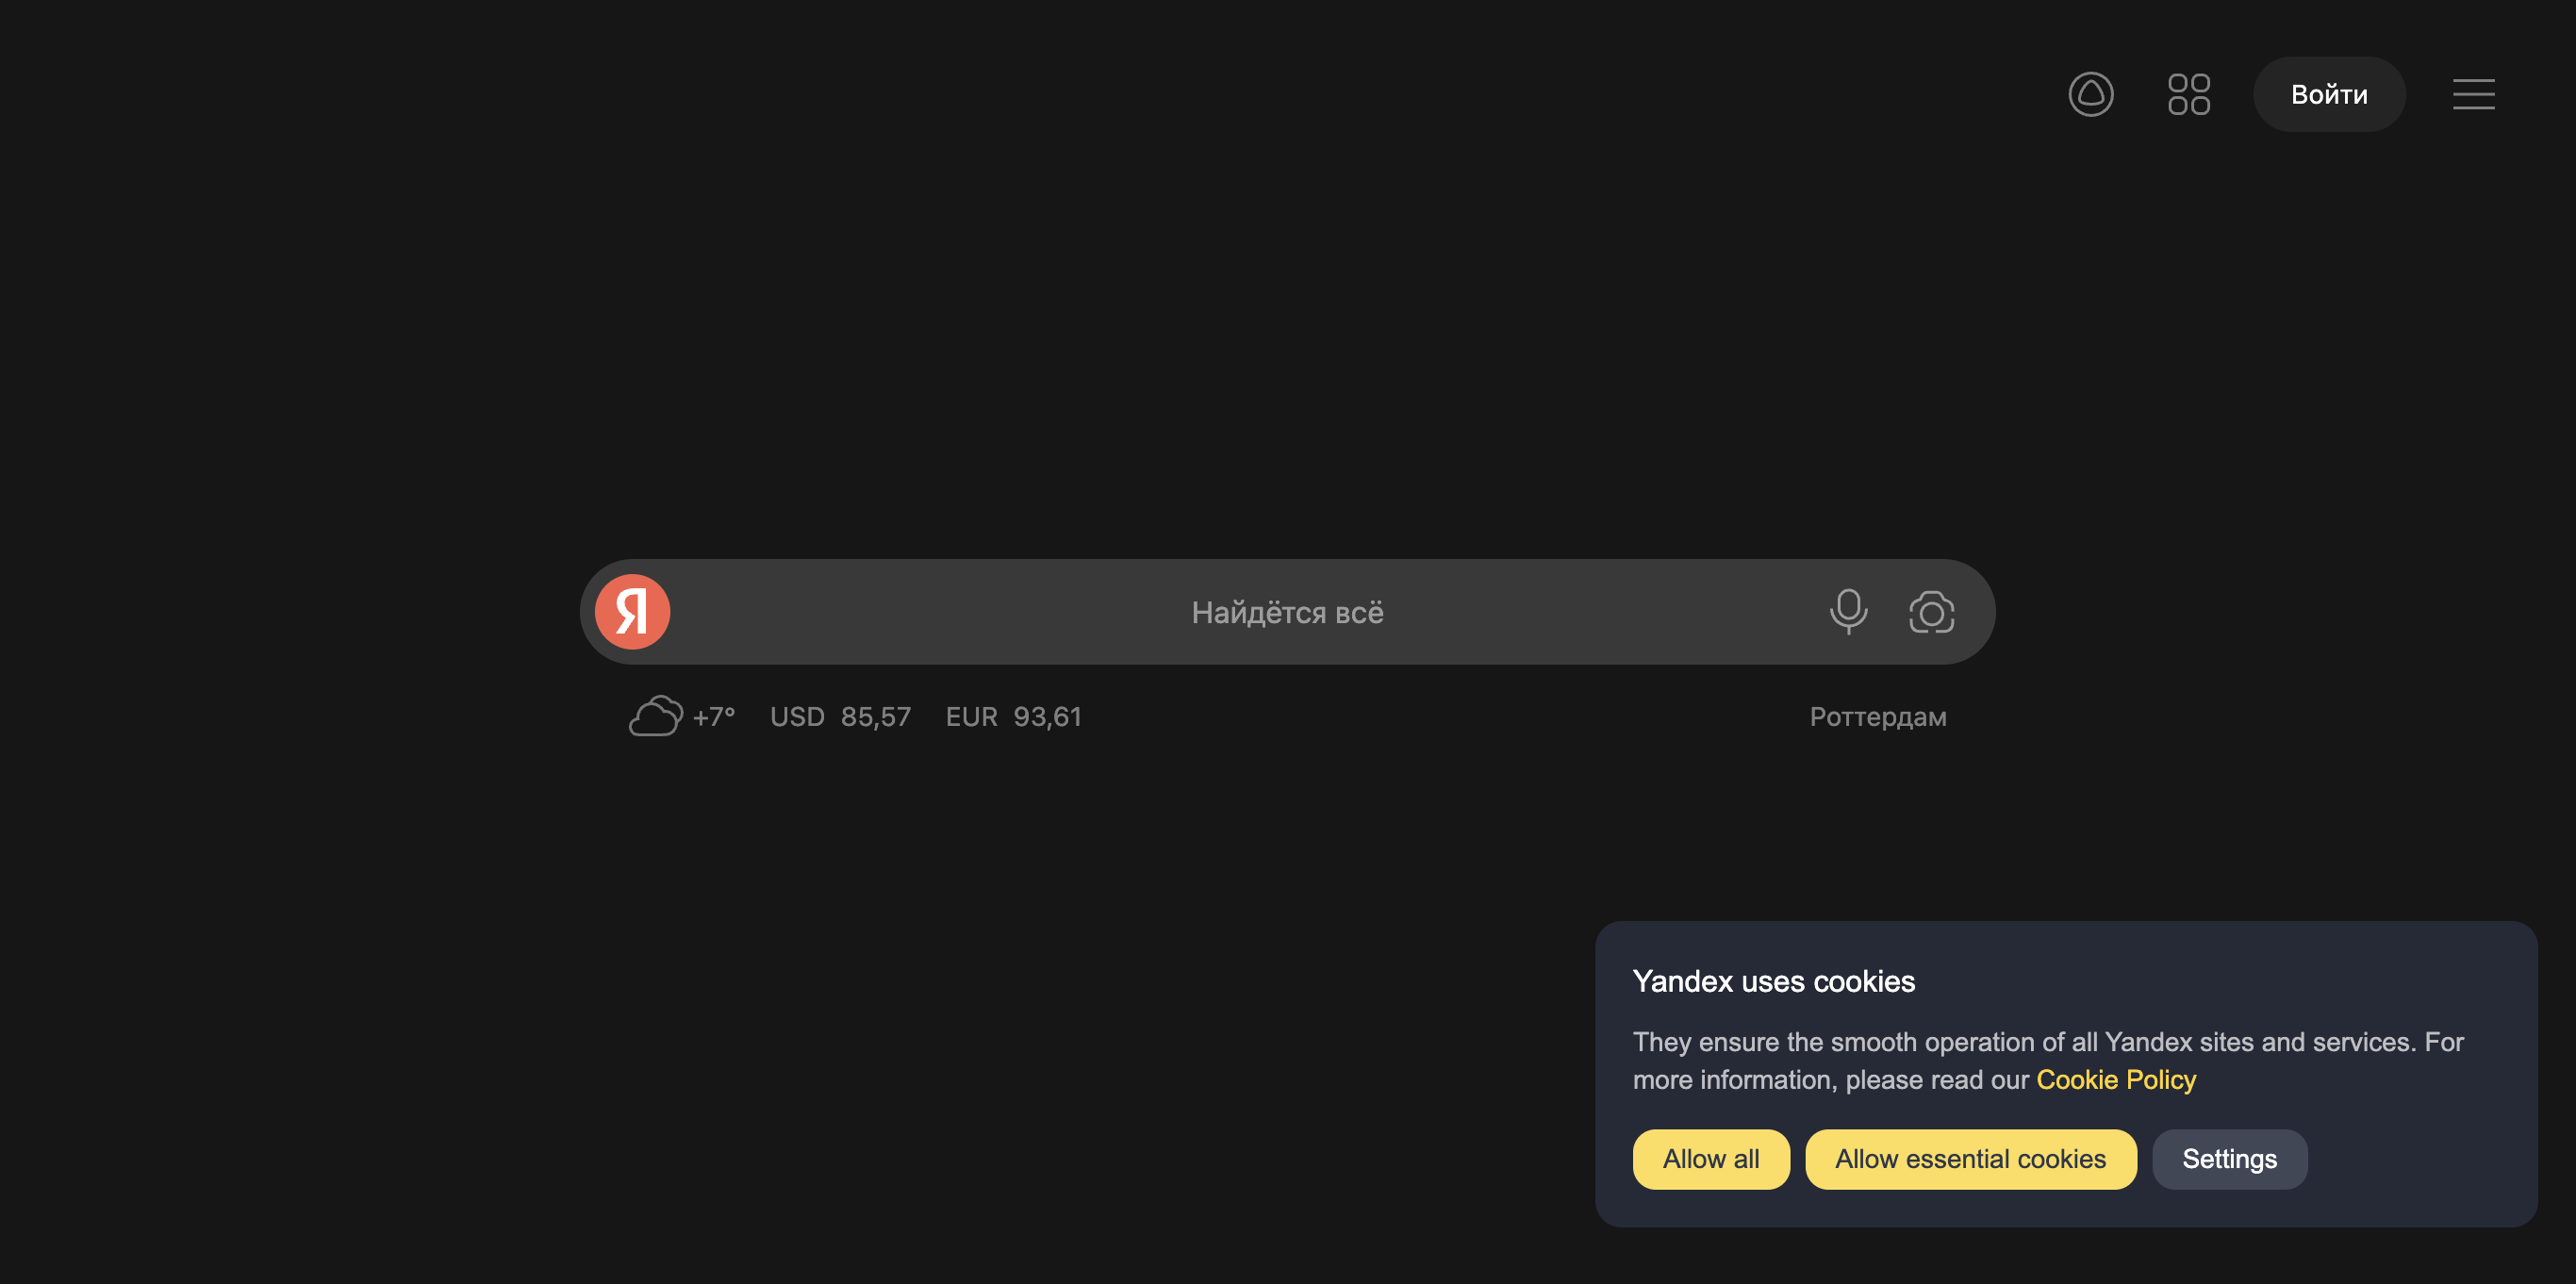 Войти
Я Найдётся всё
+7° USD 85,57 EUR 93,61 Роттердам
Yandex uses cookies
They ensure the smooth operation of all Yandex sites and services. For
more information, please read our Cookie Policy
Allow all Allow essential cookies Settings